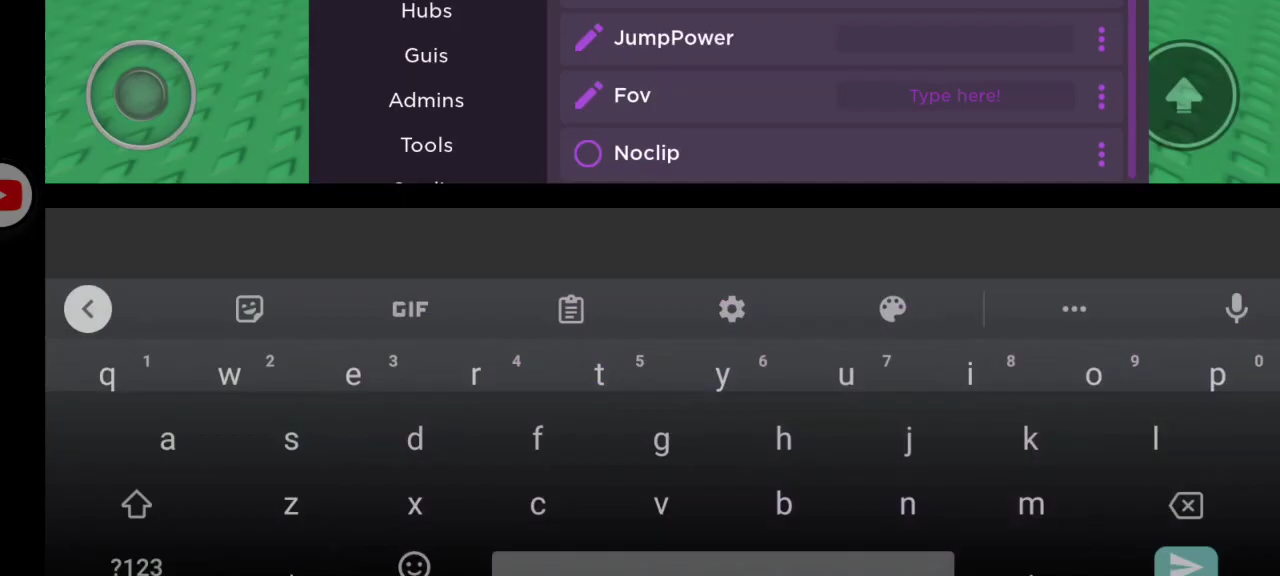 Hubs
JumpPower
Guis
Fov Type here!
Admins
Tools
Noclip
GIF
q 1 w 2 e 3 r 4 t 5 y 6 u 7 i 8 o 9 p 0
a s d f g h j k l
z x c v b n m
?123